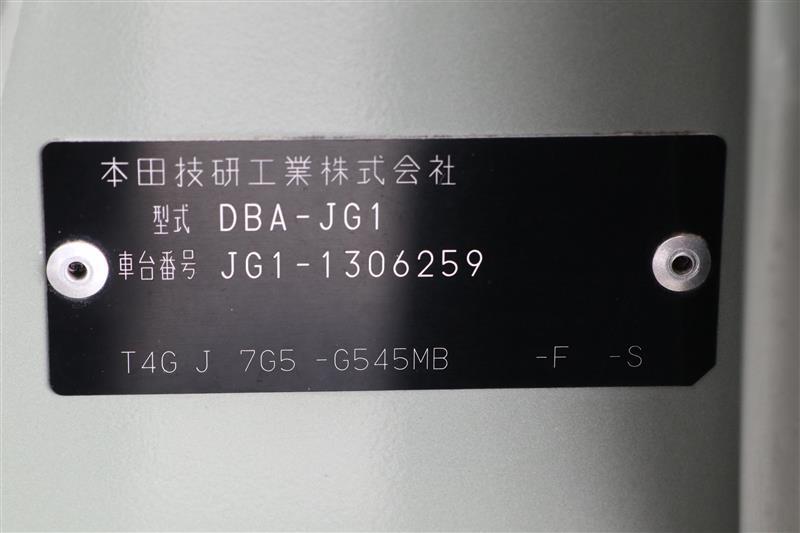 本田技研工業株式会社
型式 DBA-JG1
車台番号 JG1-1306259
T4G J 7G5 -G545MB -F -S